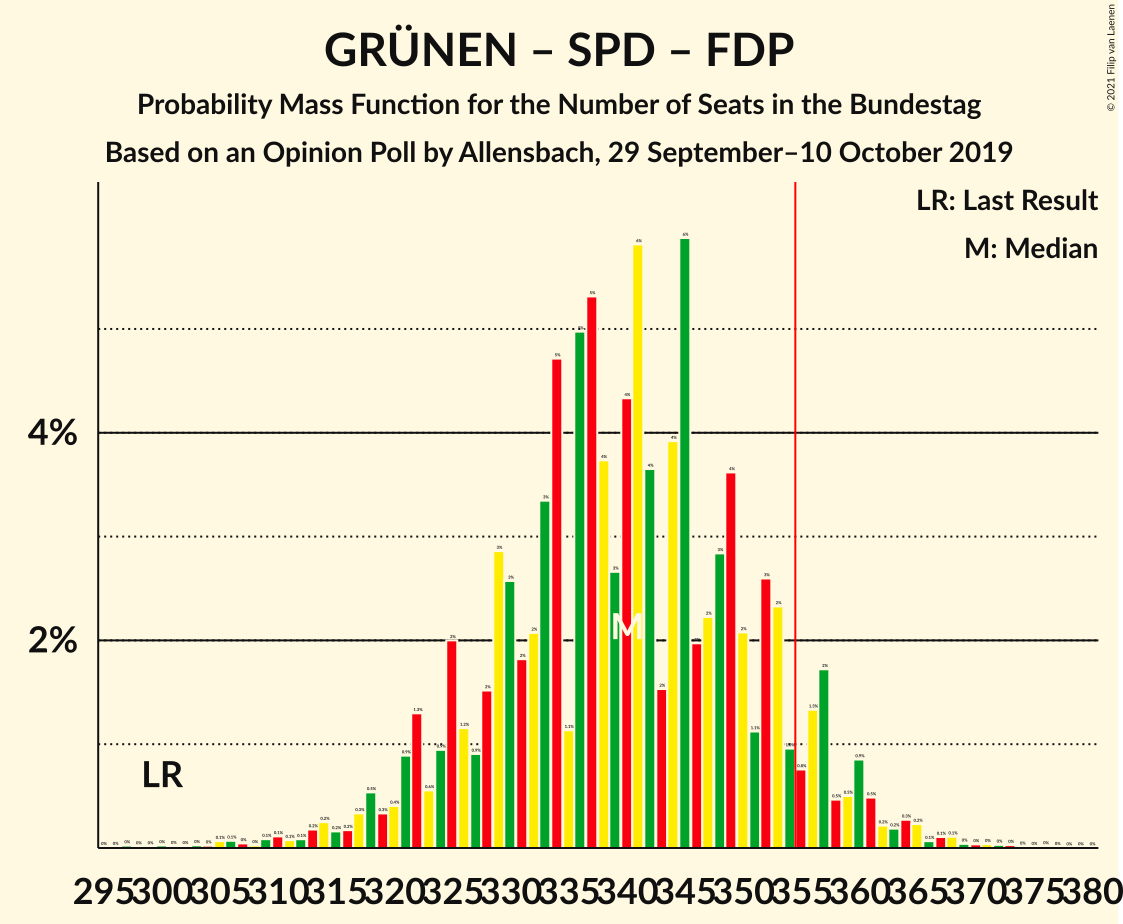 GRÜNEN – SPD – FDP
Probability Mass Function for the Number of Seats in the Bundestag
Based on an Opinion Poll by Allensbach, 29 September–10 October 2019
© 2021 Filip van Laenen
LR: Last Result
M: Median
4%
2%
LR
M
295 300 305 310 315 320 325 330 335 340 345 350 355 360 365 370 375 380